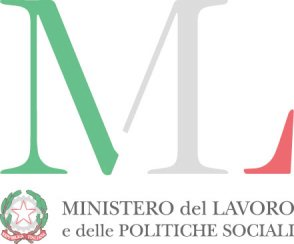 ML
MINISTERO del LAVORO
e delle POLITICHE SOCIALI